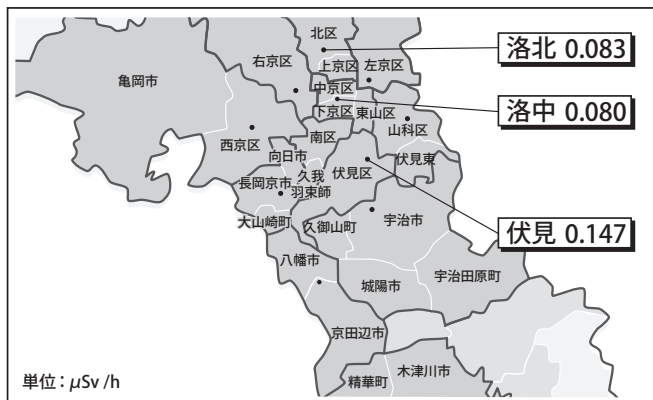 北区
洛北 0.083
右京区
上京区
左京区
亀岡市
中京区
洛中 0.080
下京区
東山区
山科区
西京区
南区
向日市
伏見区
伏見東
久我
羽束師
長岡京市
大山崎町
久御山町
宇治市
伏見 0.147
八幡市
城陽市
宇治田原町
京田辺市
木津川市
精華町
単位:μSv /h